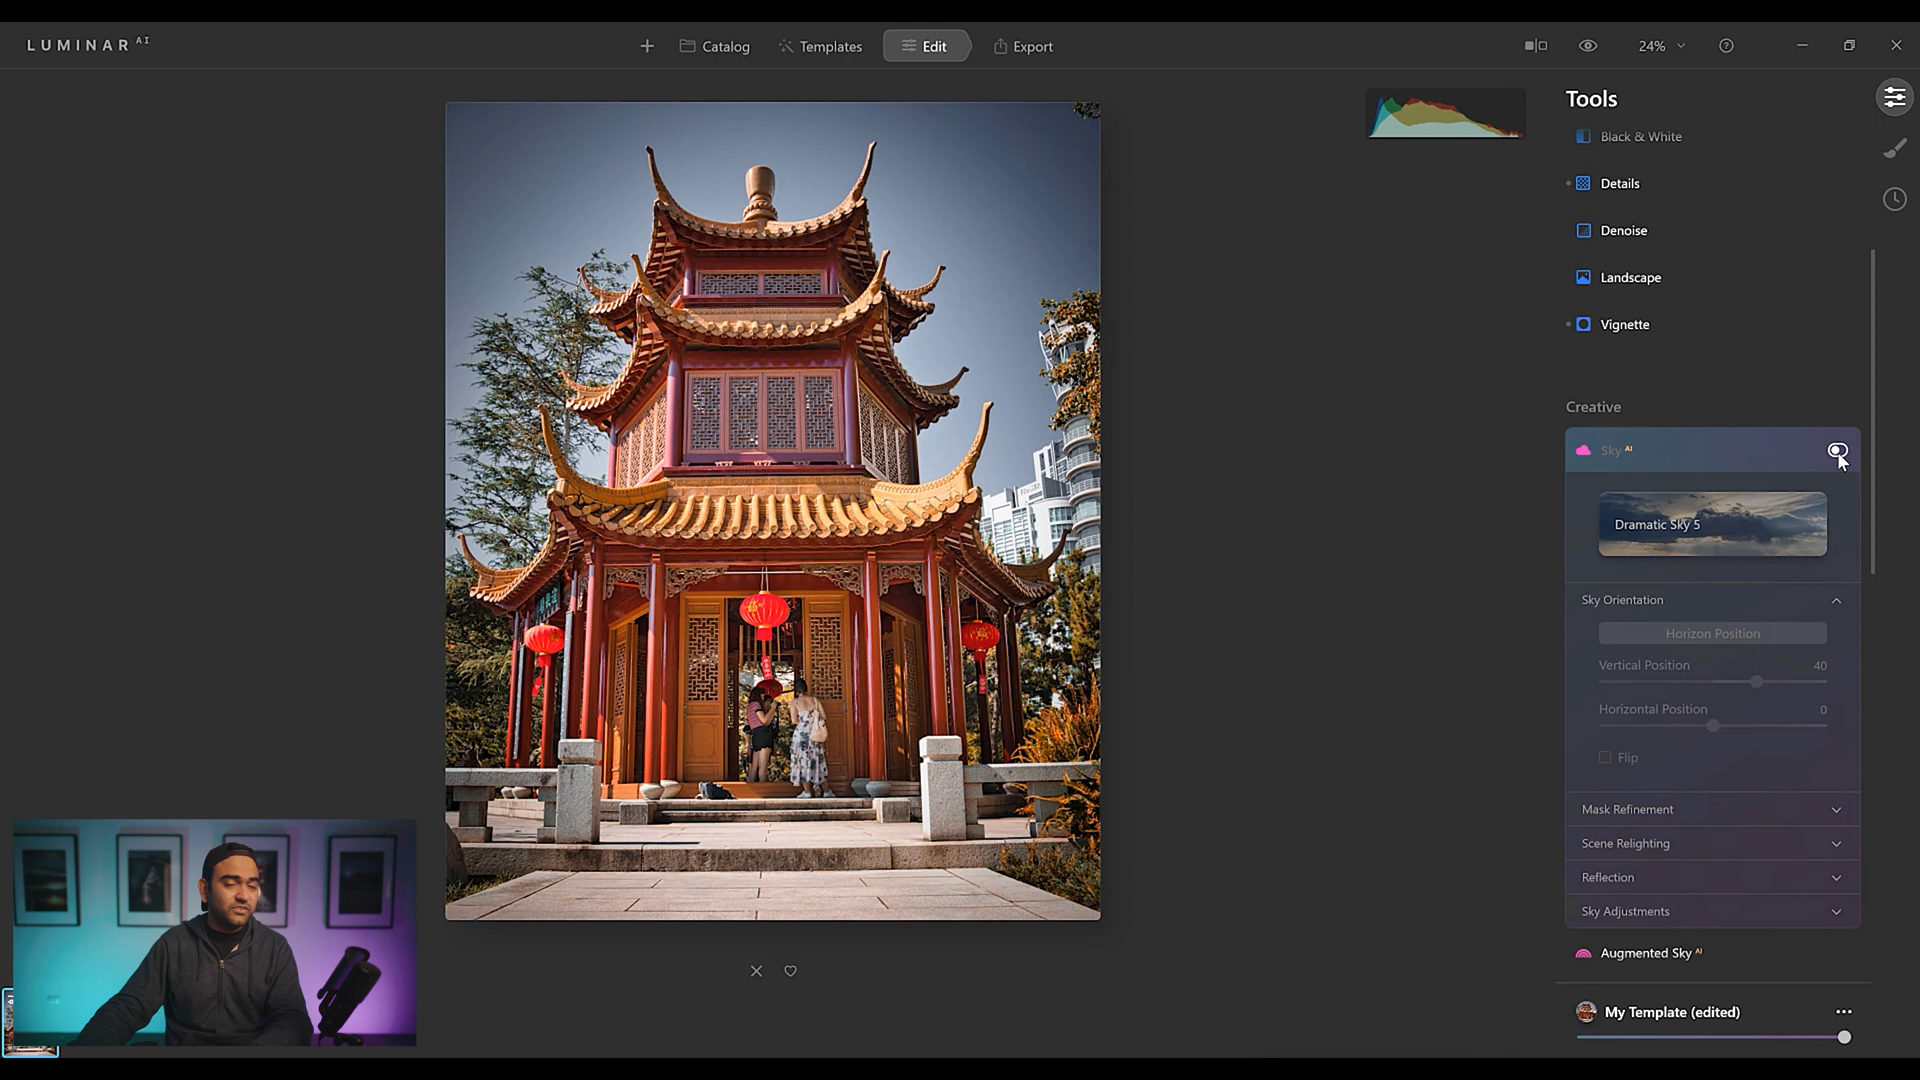 LUMINAR AI
Catalog
Templates
Edit
Export
24%
Tools
Black & White
Details
Denoise
Landscape
Vignette
Creative
Sky AI
Dramatic Sky 5
Sky Orientation
Horizon Position
Vertical Position 40
Horizontal Position 0
Flip
Mask Refinement
Scene Relighting
Reflection
Sky Adjustments
Augmented Sky AI
My Template (edited)